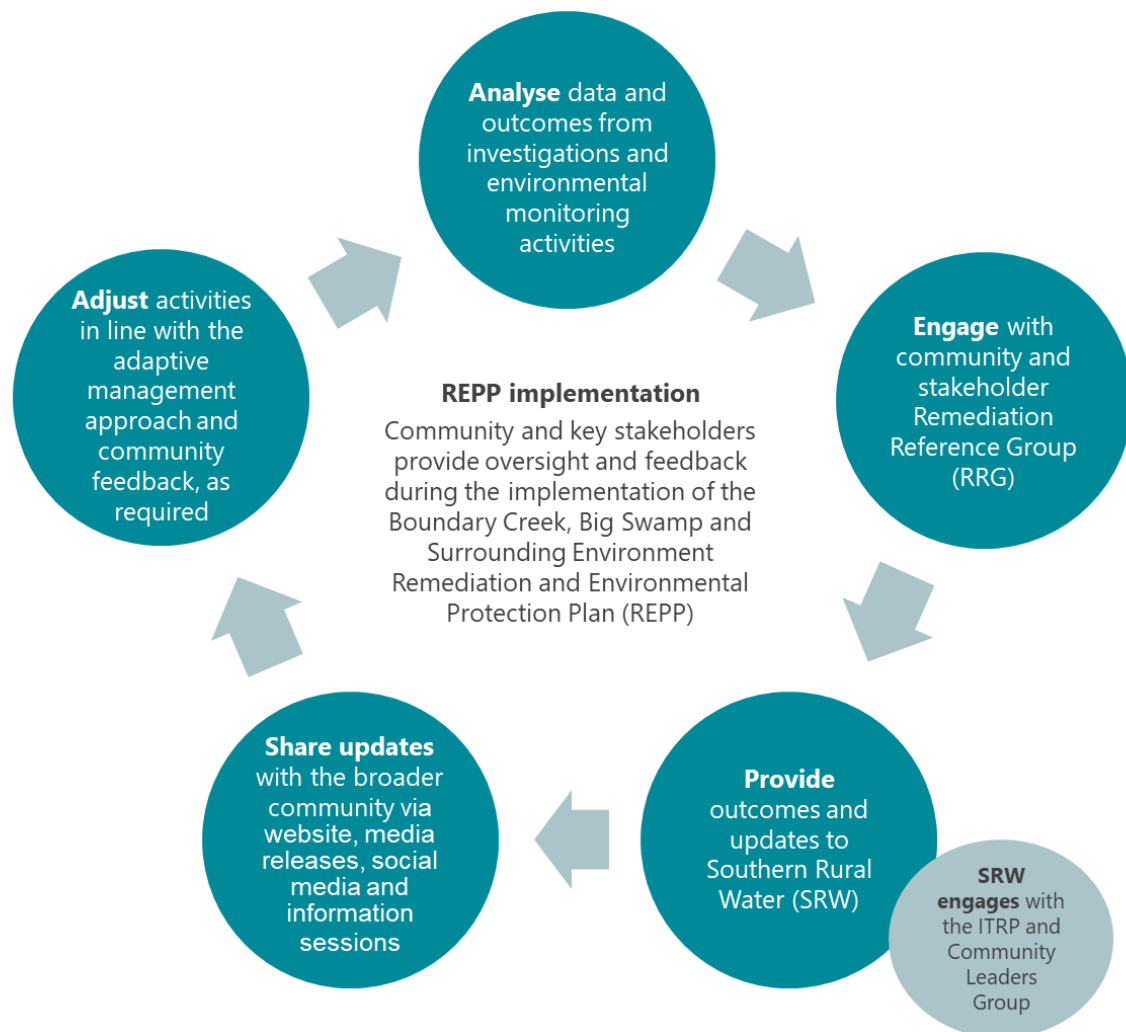 Analyse data and
outcomes from
investigations and
environmental
monitoring
activities
Engage with
community and
stakeholder
Remediation
Reference Group
(RRG)
Provide
outcomes and
updates to
Southern Rural
Water (SRW)
SRW
engages with
the ITRP and
Community
Leaders
Group
Share updates
with the broader
community via
website, media
releases, social
media and
information
sessions
Adjust activities
in line with the
adaptive
management
approach and
community
feedback, as
required
REPP implementation
Community and key stakeholders
provide oversight and feedback
during the implementation of the
Boundary Creek, Big Swamp and
Surrounding Environment
Remediation and Environmental
Protection Plan (REPP)